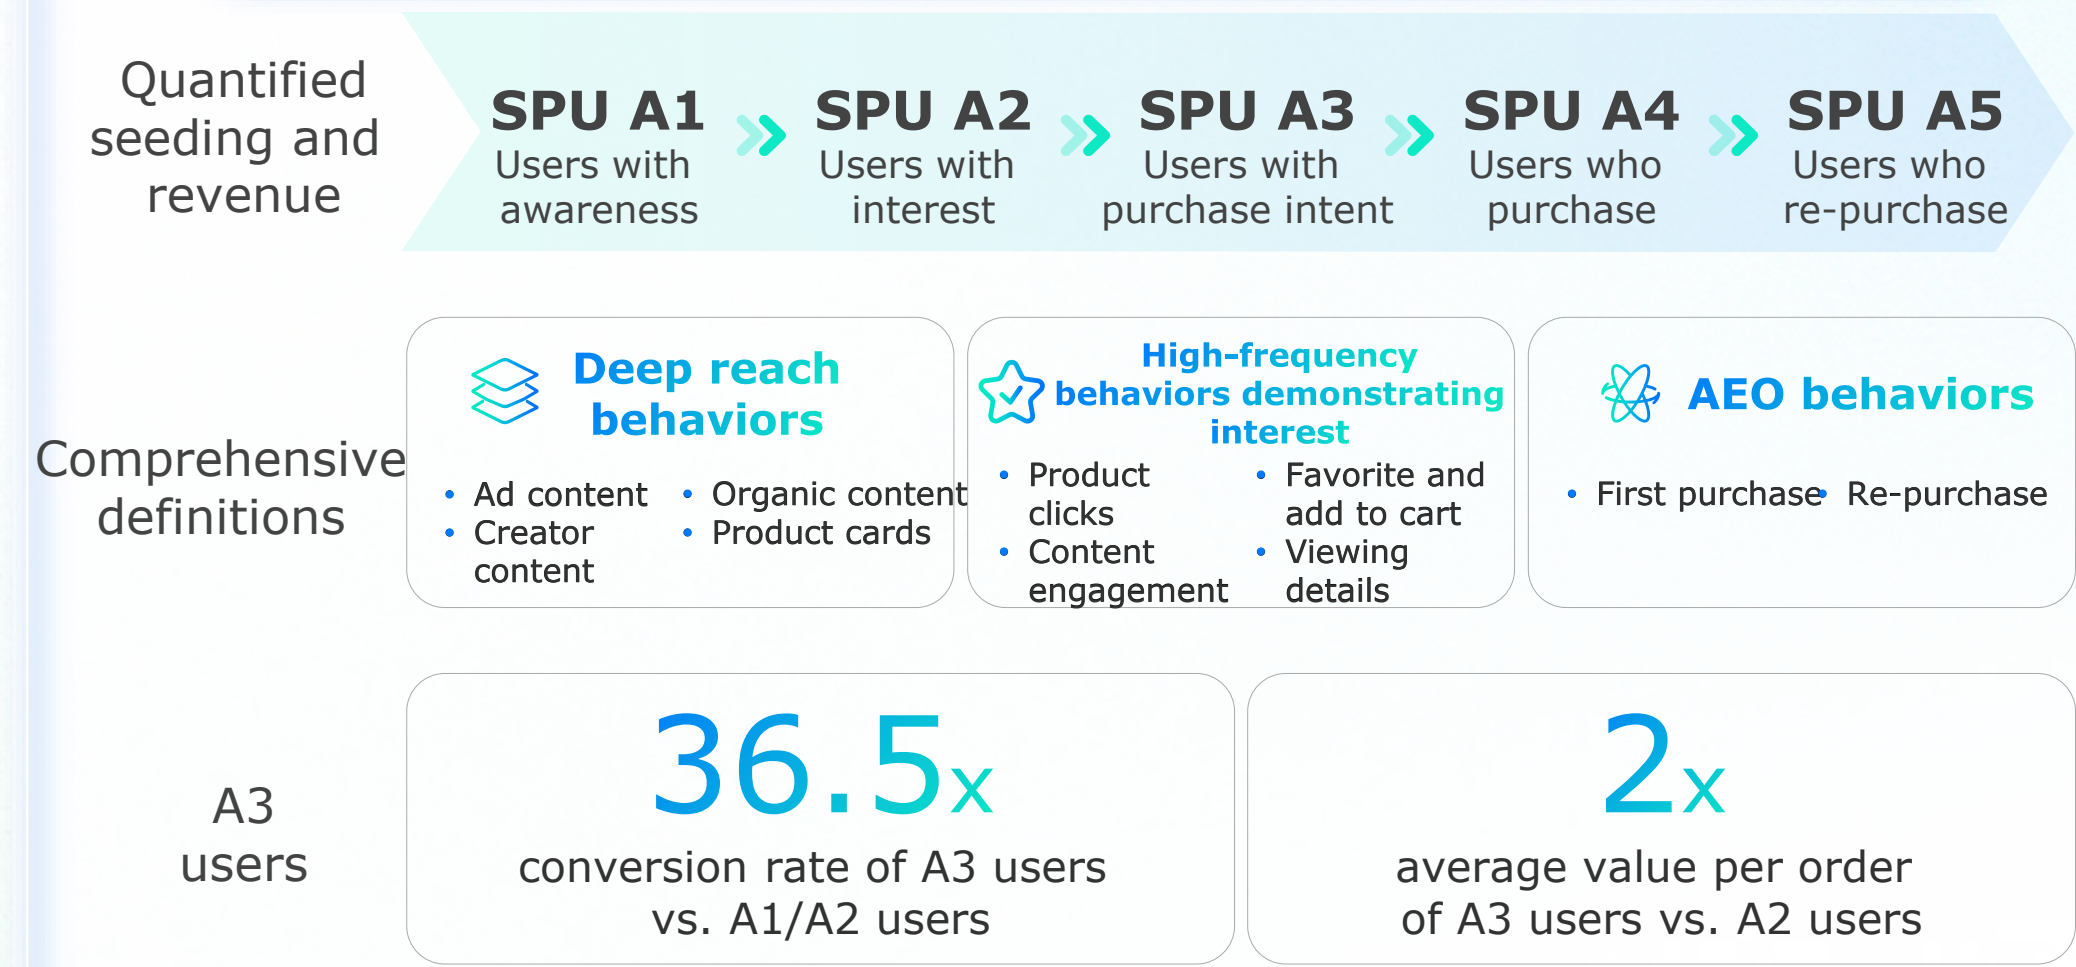 Quantified
seeding and
revenue
SPU A1
Users with
awareness
SPU A2
Users with
interest
SPU A3
Users with
purchase intent
SPU A4
Users who
purchase
SPU A5
Users who
re-purchase
Comprehensive
definitions
Deep reach
behaviors
• Ad content
• Creator
content
• Organic content
• Product cards
High-frequency
behaviors demonstrating
interest
• Product
clicks
• Content
engagement
• Favorite and
add to cart
• Viewing
details
AEO behaviors
• First purchase
• Re-purchase
A3
users
36.5x
conversion rate of A3 users
vs. A1/A2 users
2x
average value per order
of A3 users vs. A2 users